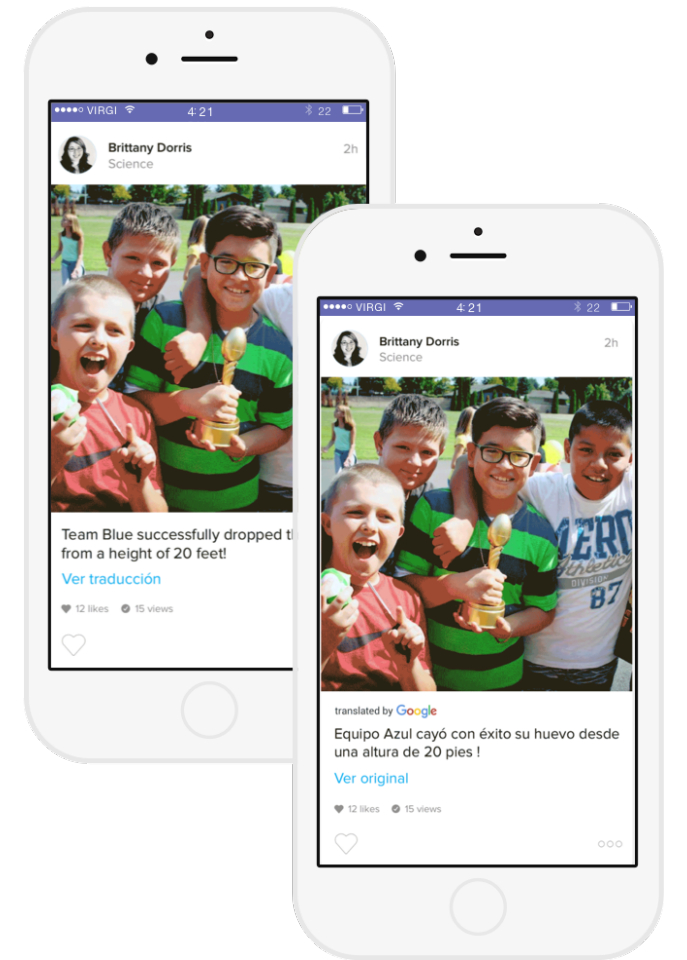 VIRGI
4:21
22
Brittany Dorris
2h
Science
Team Blue successfully dropped
from a height of 20 feet!
Ver traducción
12 likes 15 views
VIRGI
4:21
22
Brittany Dorris
2h
Science
AERO
Athletics
DIVISION
87
translated by Google
Equipo Azul cayó con éxito su huevo desde
una altura de 20 pies !
Ver original
12 likes 15 views